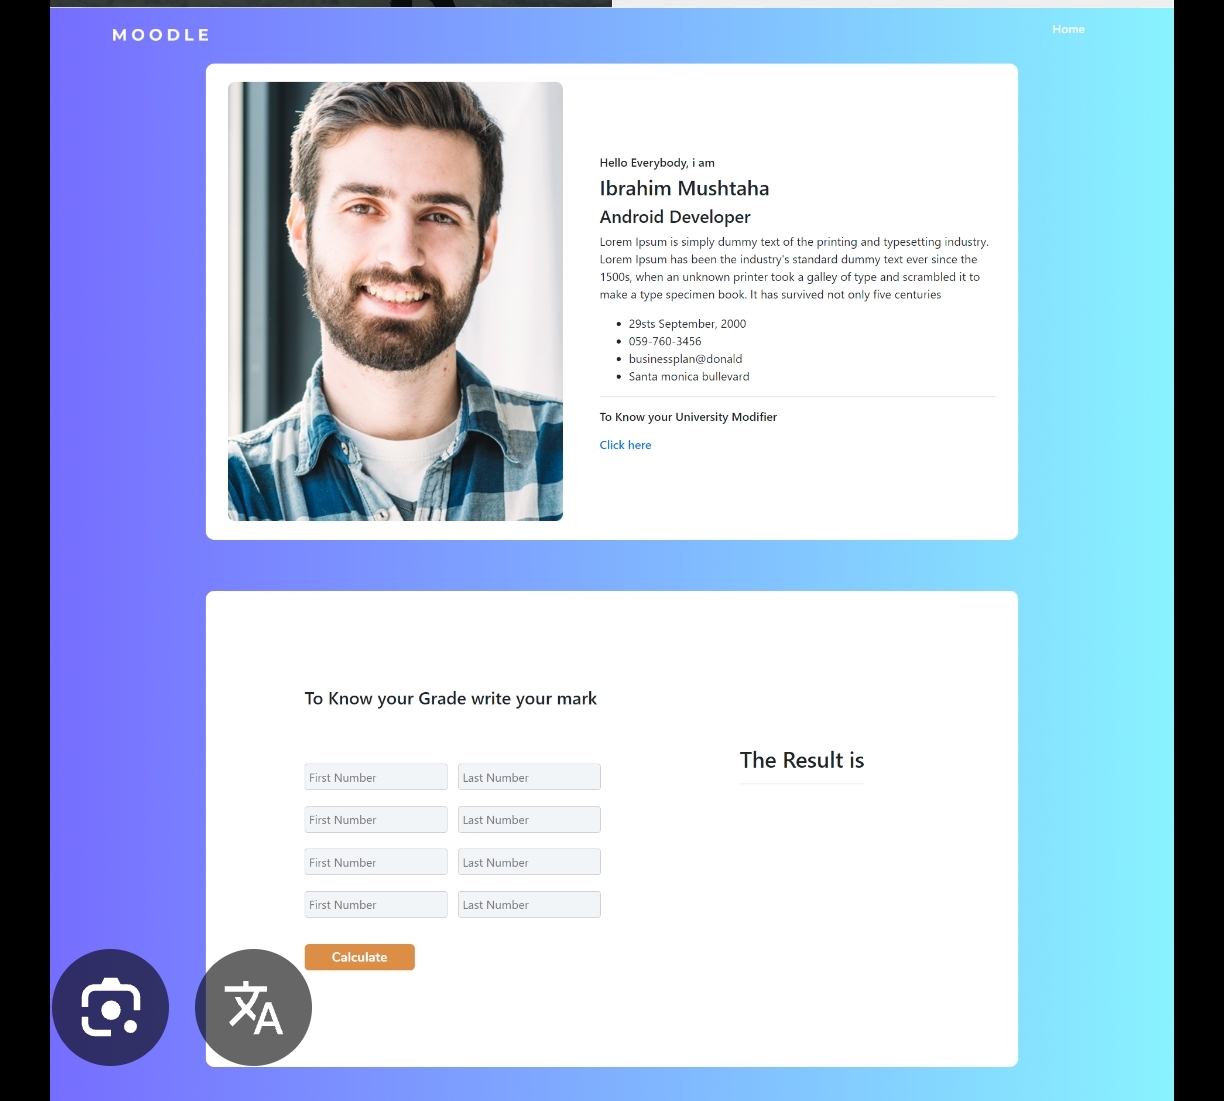 MOODLE
Home
Hello Everybody, i am
Ibrahim Mushtaha
Android Developer
Lorem Ipsum is simply dummy text of the printing and typesetting industry.
Lorem Ipsum has been the industry's standard dummy text ever since the
1500s, when an unknown printer took a galley of type and scrambled it to
make a type specimen book. It has survived not only five centuries
29sts September, 2000
059-760-3456
businessplan@donald
Santa monica bullevard
To Know your University Modifier
Click here
To Know your Grade write your mark
The Result is
First Number Last Number
First Number Last Number
First Number Last Number
First Number Last Number
Calculate